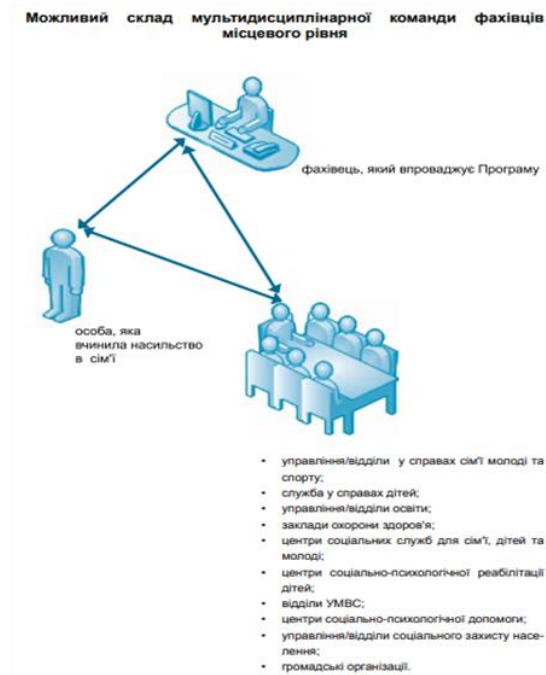 Можливий склад мультидисциплінарної команди фахівців
місцевого рівня
фахівець, який впроваджує Програму
особа, яка
вчинила насильство
в сім'ї
• управління/відділи у справах сім'ї молоді та
спорту;
• служба у справах дітей;
• управління/відділи освіти;
• заклади охорони здоров'я;
• центри соціальних служб для сім'ї, дітей та
молоді;
• центри соціально-психологічної реабілітації
дітей;
• відділи УМВС;
• центри соціально-психологічної допомоги;
• управління/відділи соціального захисту насе-
лення;
• громадські організації.